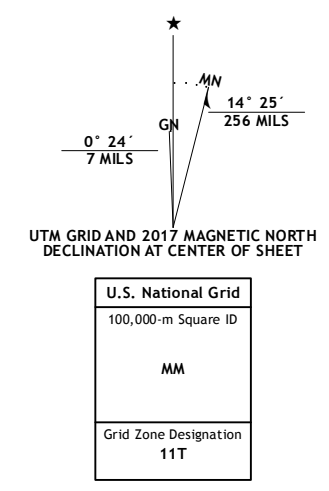 ★
MN
GN
0° 24´
7 MILS
14° 25´
256 MILS
UTM GRID AND 2017 MAGNETIC NORTH
DECLINATION AT CENTER OF SHEET
U.S. National Grid
100,000-m Square ID
MM
Grid Zone Designation
11T